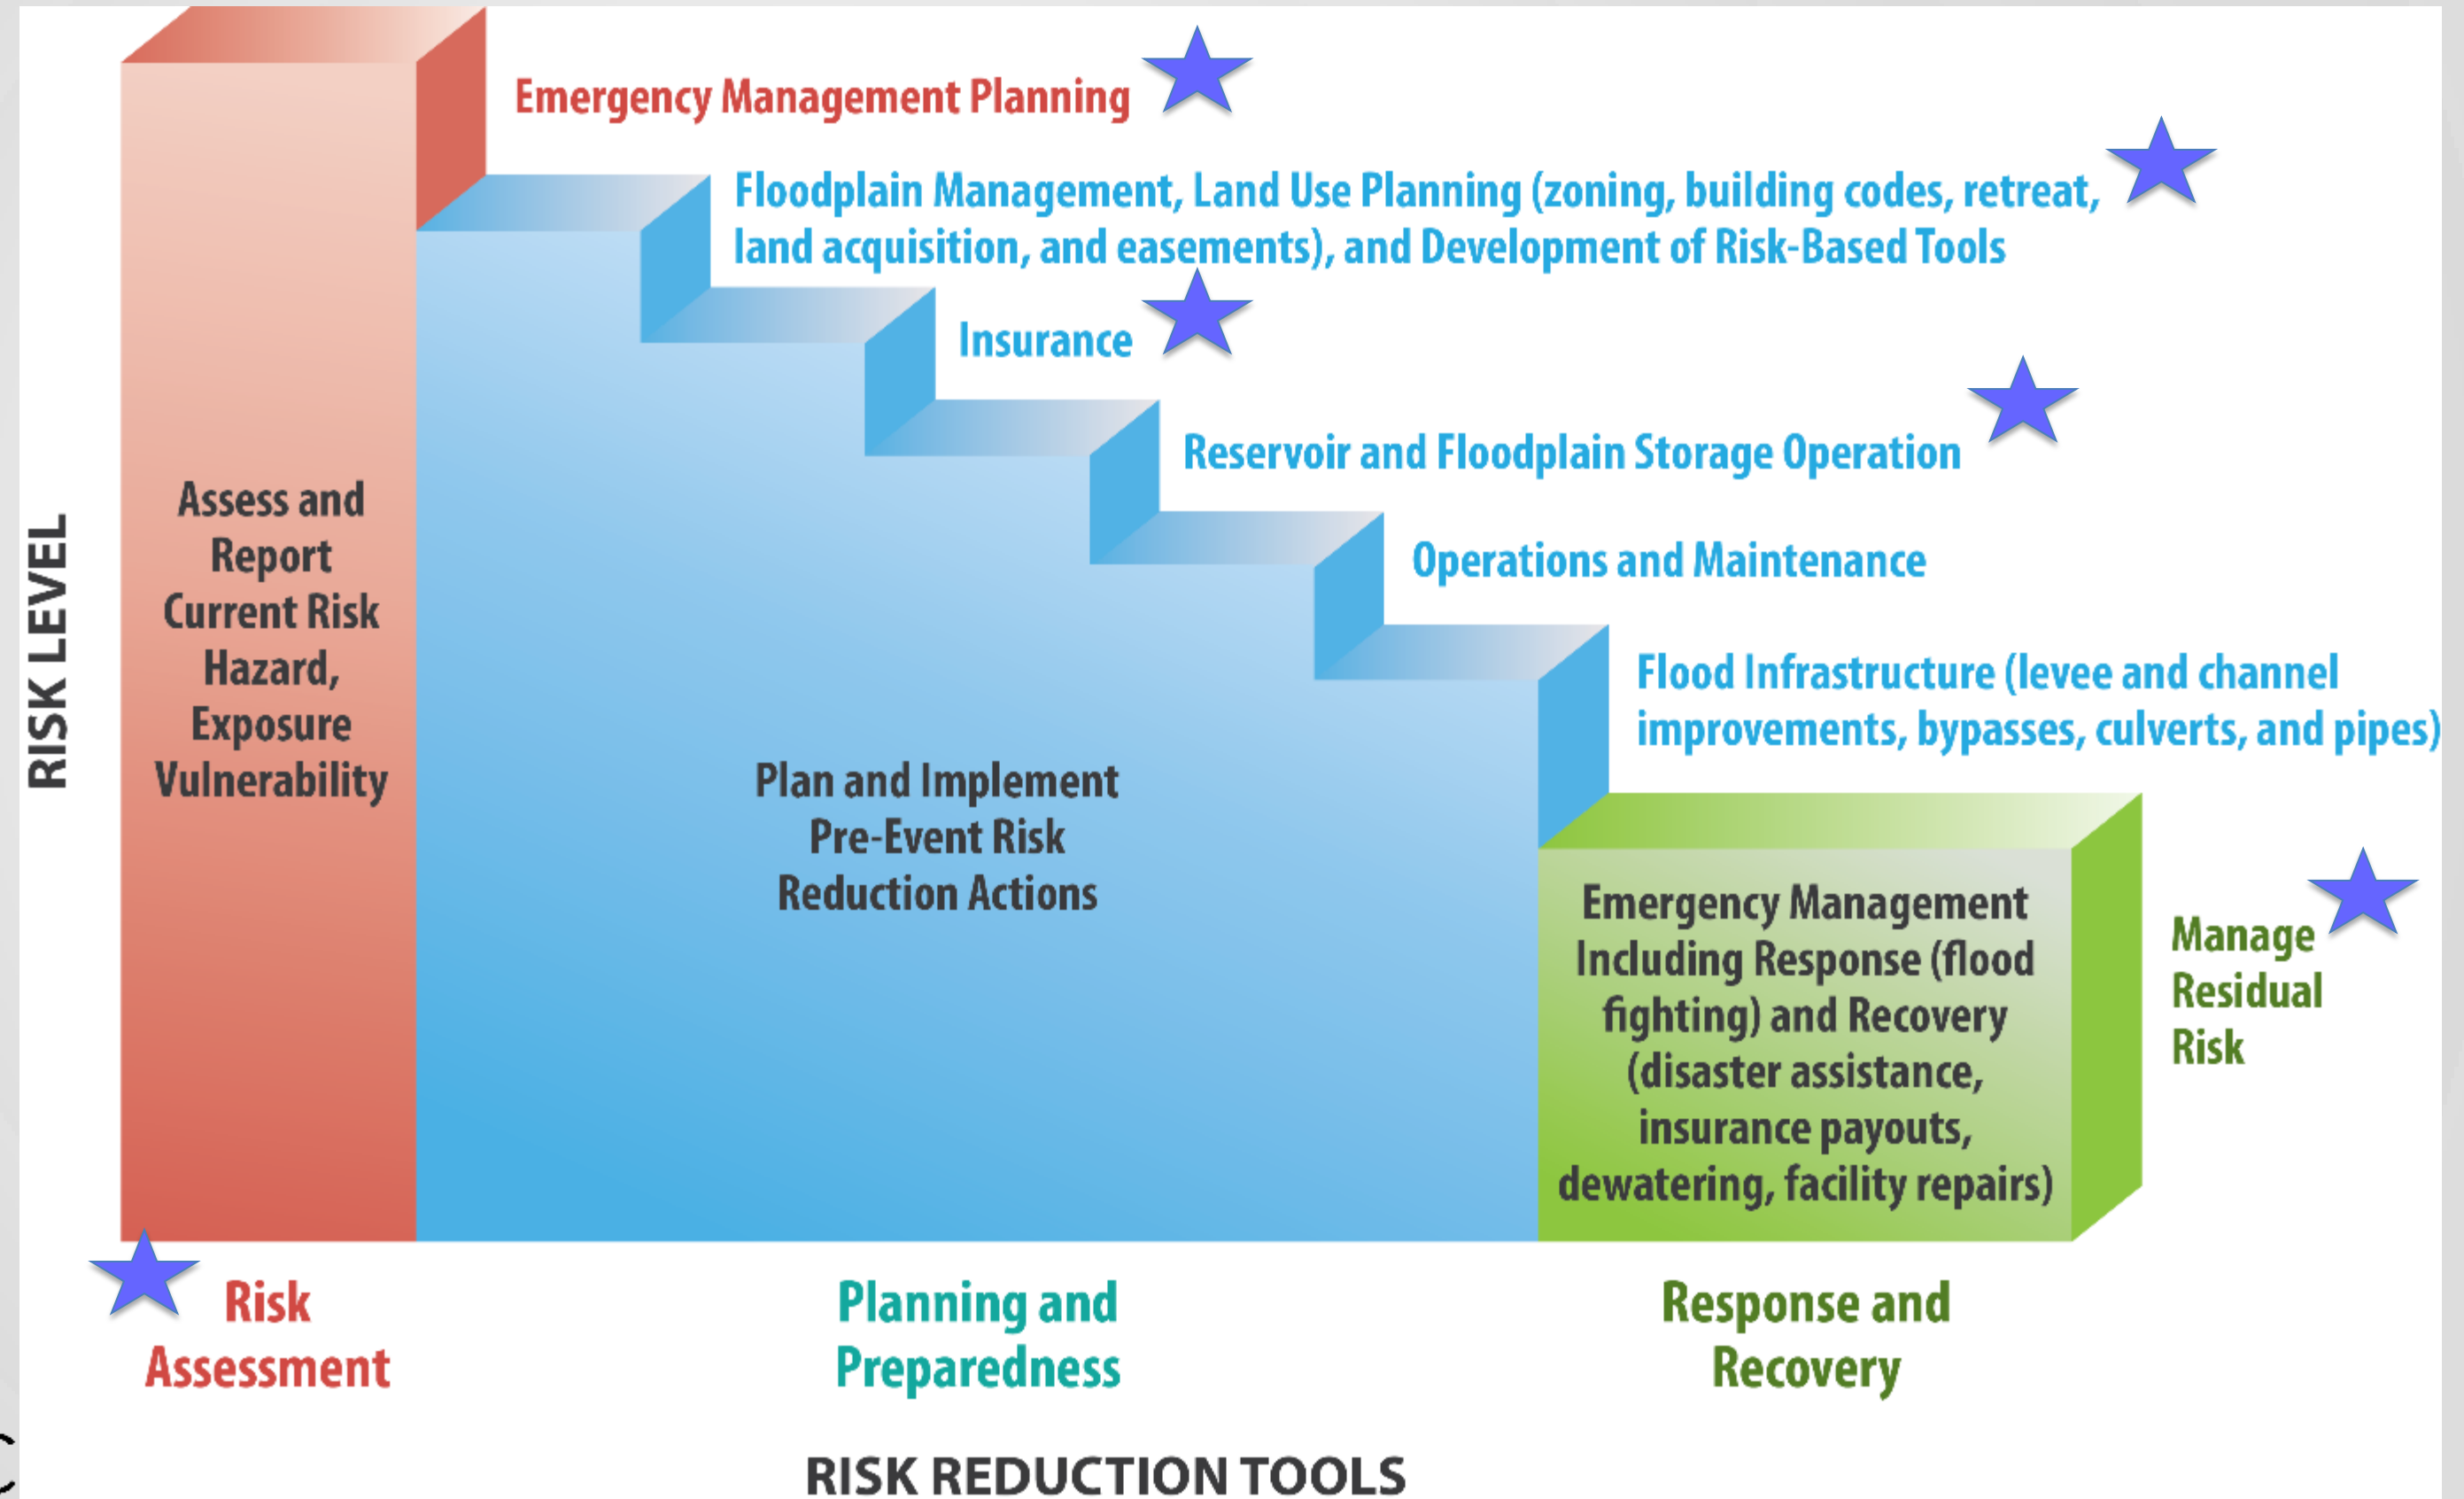 Emergency Management Planning
Floodplain Management, Land Use Planning (zoning, building codes, retreat,
land acquisition, and easements), and Development of Risk-Based Tools
Insurance
Reservoir and Floodplain Storage Operation
Operations and Maintenance
Flood Infrastructure (levee and channel
improvements, bypasses, culverts, and pipes)
RISK LEVEL
Assess and
Report
Current Risk
Hazard,
Exposure
Vulnerability
Plan and Implement
Pre-Event Risk
Reduction Actions
Emergency Management
Including Response (flood
fighting) and Recovery
(disaster assistance,
insurance payouts,
dewatering, facility repairs)
Manage
Residual
Risk
Risk
Assessment
Planning and
Preparedness
Response and
Recovery
RISK REDUCTION TOOLS